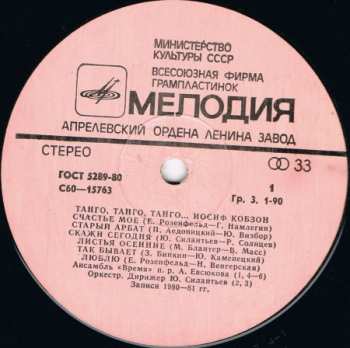 МИНИСТЕРСТВО
КУЛЬТУРЫ СССР
ВСЕСОЮЗНАЯ ФИРМА
ГРАМПЛАСТИНОК
МЕЛОДИЯ
АПРЕЛЕВСКИЙ ОРДЕНА ЛЕНИНА ЗАВОД
СТЕРЕО
33
ГОСТ 5289-80
С60—15763
1
Гр. 3. 1-90
ТАНГО, ТАНГО, ТАНГО... ИОСИФ КОБЗОН
СЧАСТЬЕ МОЕ (Е. Розенфельд—Г. Намлегин)
СТАРЫЙ АРБАТ (П. Аедоницкий—Ю. Визбор)
СКАЖИ СЕГОДНЯ (Ю. Силантьев—Р. Солнцев)
ЛИСТЬЯ ОСЕННИЕ (М. Блантер—В. Масс)
ТАК БЫВАЕТ (З. Бинкин—Ю. Каменецкий)
ЛЮБЛЮ (Е. Розенфельд—Н. Венгерская)
Ансамбль «Время» п. р. А. Евсюкова (1, 4—6)
Оркестр. Дирижер Ю. Силантьев (2, 3)
Записи 1980—81 гг.